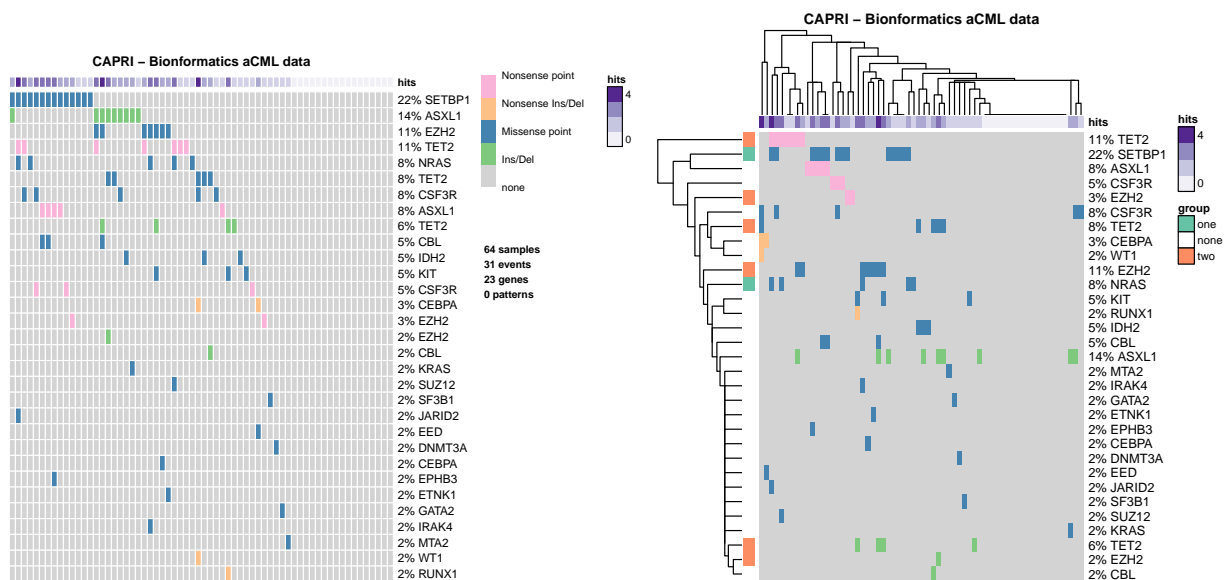 CAPRI – Bionformatics aCML data
hits
22% SETBP1
14% ASXL1
11% EZH2
11% TET2
8% NRAS
8% TET2
8% CSF3R
8% ASXL1
6% TET2
5% CBL
5% IDH2
5% KIT
5% CSF3R
3% CEBPA
3% EZH2
2% EZH2
2% CBL
2% KRAS
2% SUZ12
2% SF3B1
2% JARID2
2% EED
2% DNMT3A
2% CEBPA
2% EPHB3
2% ETNK1
2% GATA2
2% IRAK4
2% MTA2
2% WT1
2% RUNX1
Nonsense point
Nonsense Ins/Del
Missense point
Ins/Del
none
hits
4
0
64 samples
31 events
23 genes
0 patterns
CAPRI – Bionformatics aCML data
hits
11% TET2
22% SETBP1
8% ASXL1
5% CSF3R
3% EZH2
8% CSF3R
8% TET2
3% CEBPA
2% WT1
11% EZH2
8% NRAS
5% KIT
2% RUNX1
5% IDH2
5% CBL
14% ASXL1
2% MTA2
2% IRAK4
2% GATA2
2% ETNK1
2% EPHB3
2% CEBPA
2% DNMT3A
2% EED
2% JARID2
2% SF3B1
2% SUZ12
2% KRAS
6% TET2
2% EZH2
2% CBL
hits
4
0
group
one
none
two